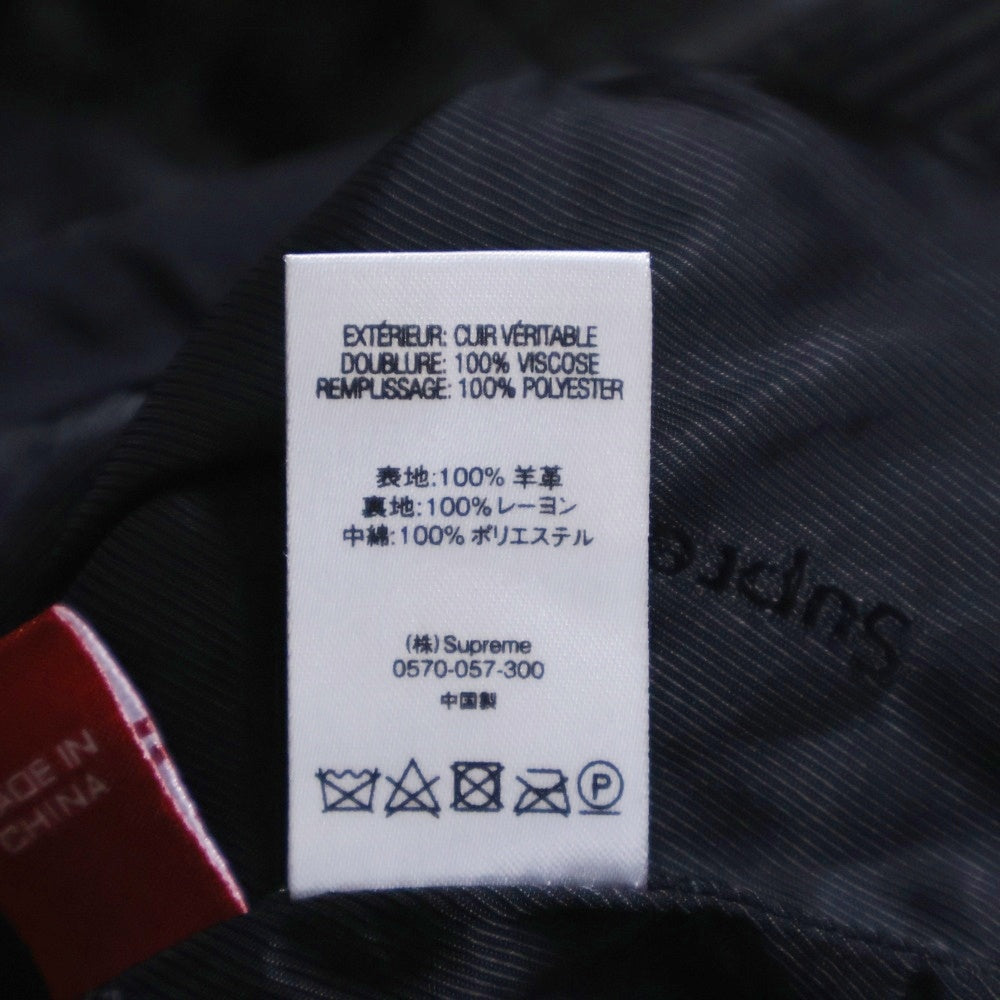 EXTÉRIEUR: CUIR VÉRITABLE
DOUBLURE: 100% VISCOSE
REMPLISSAGE: 100% POLYESTER
表地:100% 羊革
裏地:100%レーヨン
中綿:100%ポリエステル
(株)Supreme
0570-057-300
中国製
P
Supre
ADE IN
CHINA